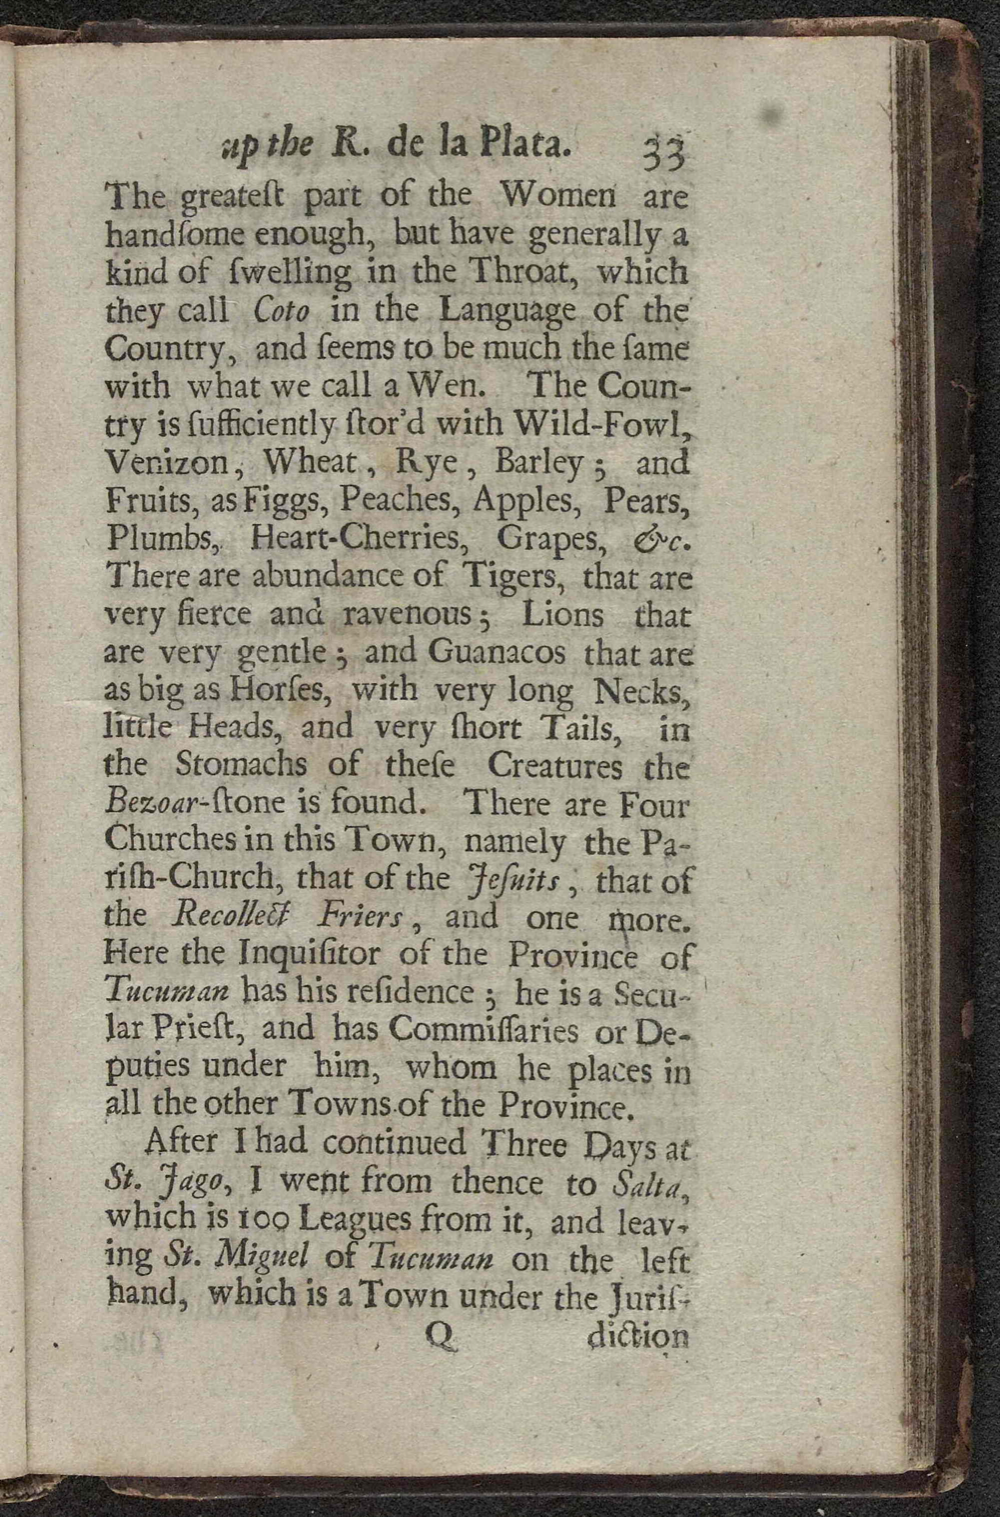 up the R. de la Plata. 33
The greateſt part of the Women are
handſome enough, but have generally a
kind of ſwelling in the Throat, which
they call Coto in the Language of the
Country, and ſeems to be much the ſame
with what we call a Wen. The Coun-
try is ſufficiently ſtor'd with Wild-Fowl,
Venizon, Wheat, Rye, Barley; and
Fruits, as Figgs, Peaches, Apples, Pears,
Plumbs, Heart-Cherries, Grapes, &c.
There are abundance of Tigers, that are
very fierce and ravenous; Lions that
are very gentle; and Guanacos that are
as big as Horſes, with very long Necks,
little Heads, and very ſhort Tails, in
the Stomachs of theſe Creatures the
Bezoar-ſtone is found. There are Four
Churches in this Town, namely the Pa-
riſh-Church, that of the Jeſuits, that of
the Recollect Friers, and one more.
Here the Inquiſitor of the Province of
Tucuman has his reſidence; he is a Secu-
lar Prieſt, and has Commiſſaries or De-
puties under him, whom he places in
all the other Towns of the Province.
After I had continued Three Days at
St. Jago, I went from thence to Salta,
which is 100 Leagues from it, and leav-
ing St. Miguel of Tucuman on the left
hand, which is a Town under the Juriſ-
Q diction